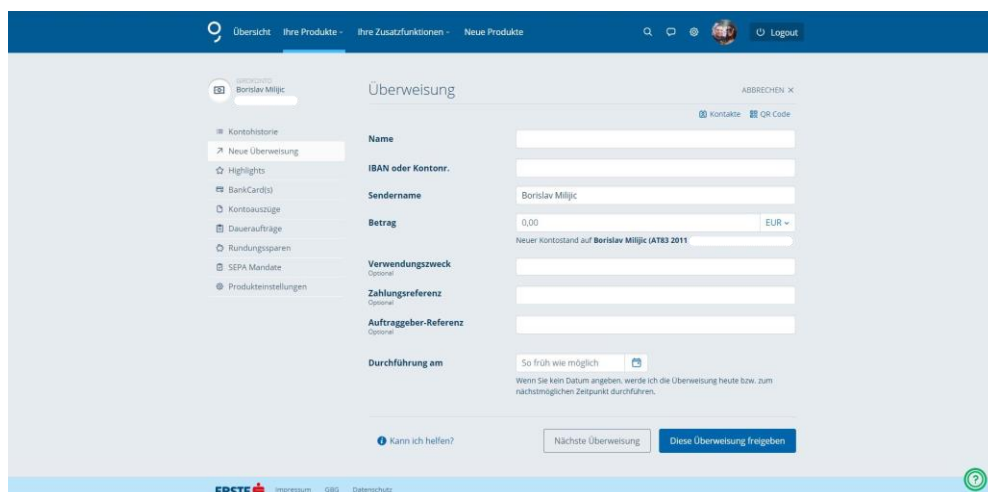 Übersicht Ihre Produkte Ihre Zusatzfunktionen Neue Produkte Logout
GIROKONTO
Borislav Milijic
Überweisung
ABBRECHEN ×
Kontakte QR Code
Kontohistorie
Neue Überweisung
Highlights
BankCard(s)
Kontoauszüge
Daueraufträge
Rundungssparen
SEPA Mandate
Produkteinstellungen
Name
IBAN oder Kontonr.
Sendername Borislav Milijic
Betrag 0,00 EUR
Neuer Kontostand auf Borislav Milijic (AT83 2011
Verwendungszweck
Optional
Zahlungsreferenz
Optional
Auftraggeber-Referenz
Optional
Durchführung am So früh wie möglich
Wenn Sie kein Datum angeben, werde ich die Überweisung heute bzw. zum
nächstmöglichen Zeitpunkt durchführen.
Kann ich helfen? Nächste Überweisung Diese Überweisung freigeben
ERSTE Impressum GBG Datenschutz